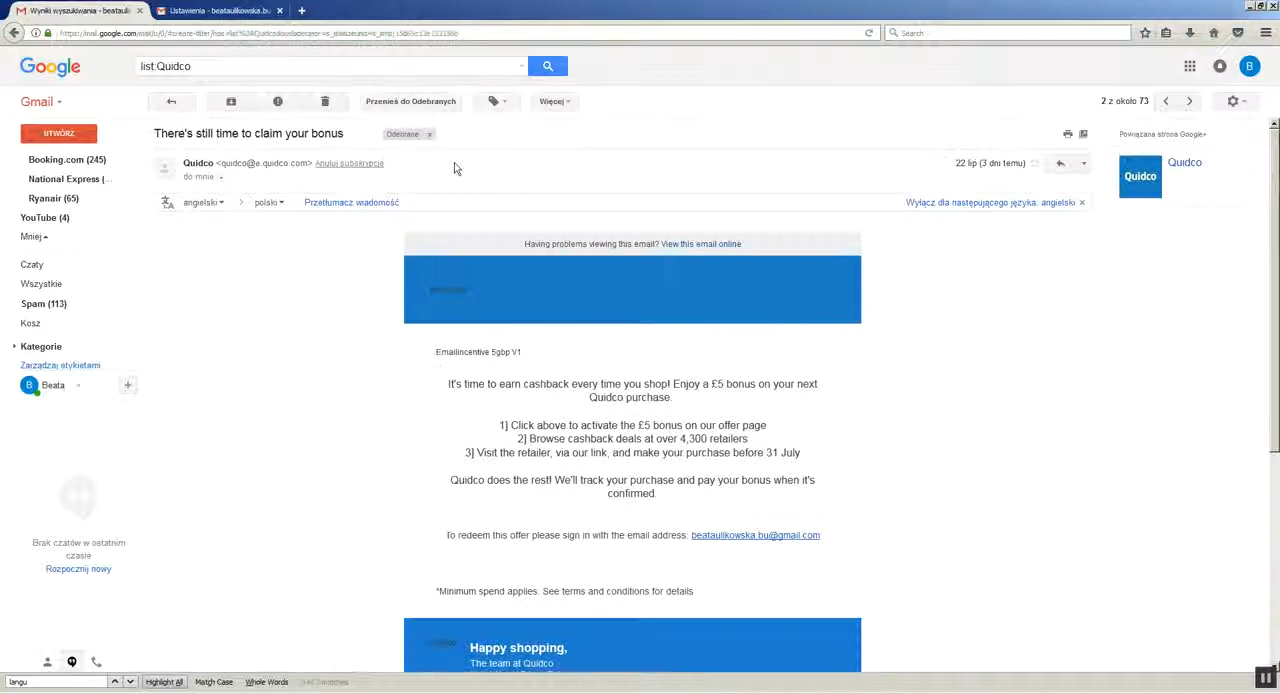 Wyniki wyszukiwania - beataul
Ustawienia - beataulikowska.bu
Search
Google
list:Quidco
B
Gmail
Przenieś do Odebranych
Więcej
2 z około 73
UTWÓRZ
There's still time to claim your bonus
Odebrane x
Powiązana strona Google+
Booking.com (245)
National Express (...
Ryanair (65)
YouTube (4)
Mniej
Quidco <quidco@e.quidco.com> Anuluj subskrypcję
22 lip (3 dni temu)
do mnie
Quidco
Quidco
angielski > polski Przetłumacz wiadomość
Wyłącz dla następującego języka: angielski x
Czaty
Wszystkie
Spam (113)
Kosz
Kategorie
Zarządzaj etykietami
B Beata
Having problems viewing this email? View this email online
Emailincentive 5gbp V1
It's time to earn cashback every time you shop! Enjoy a £5 bonus on your next
Quidco purchase.
1] Click above to activate the £5 bonus on our offer page
2] Browse cashback deals at over 4,300 retailers
3] Visit the retailer, via our link, and make your purchase before 31 July
Quidco does the rest! We'll track your purchase and pay your bonus when it's
confirmed.
To redeem this offer please sign in with the email address: beataulikowska.bu@gmail.com
*Minimum spend applies. See terms and conditions for details
Brak czatów w ostatnim
czasie
Rozpocznij nowy
Happy shopping,
The team at Quidco
langu
Highlight All
Match Case
Whole Words